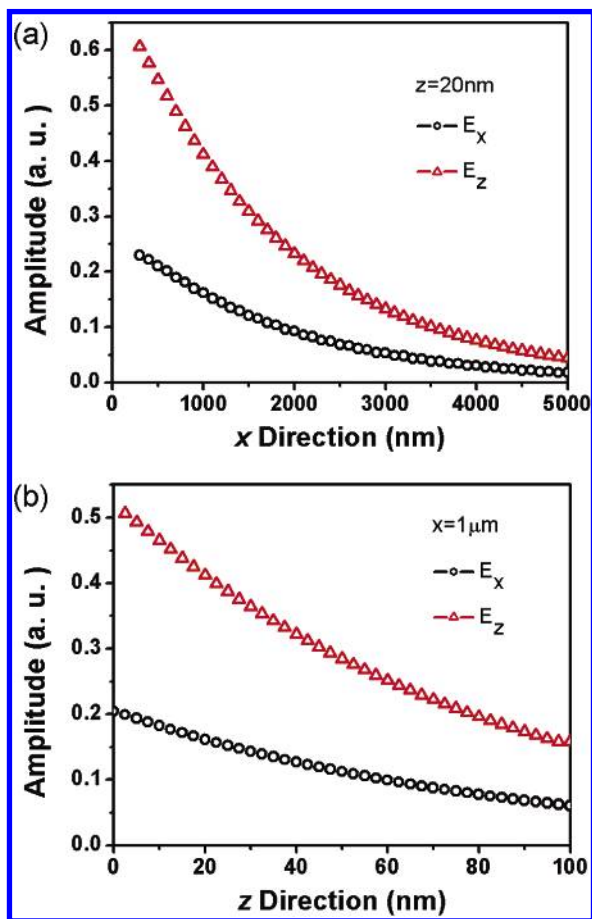 (a)
z=20nm
Eₓ
E_z
Amplitude (a. u.)
0.6
0.5
0.4
0.3
0.2
0.1
0.0
0 1000 2000 3000 4000 5000
x Direction (nm)
(b)
x=1μm
Eₓ
E_z
Amplitude (a. u.)
0.5
0.4
0.3
0.2
0.1
0.0
0 20 40 60 80 100
z Direction (nm)